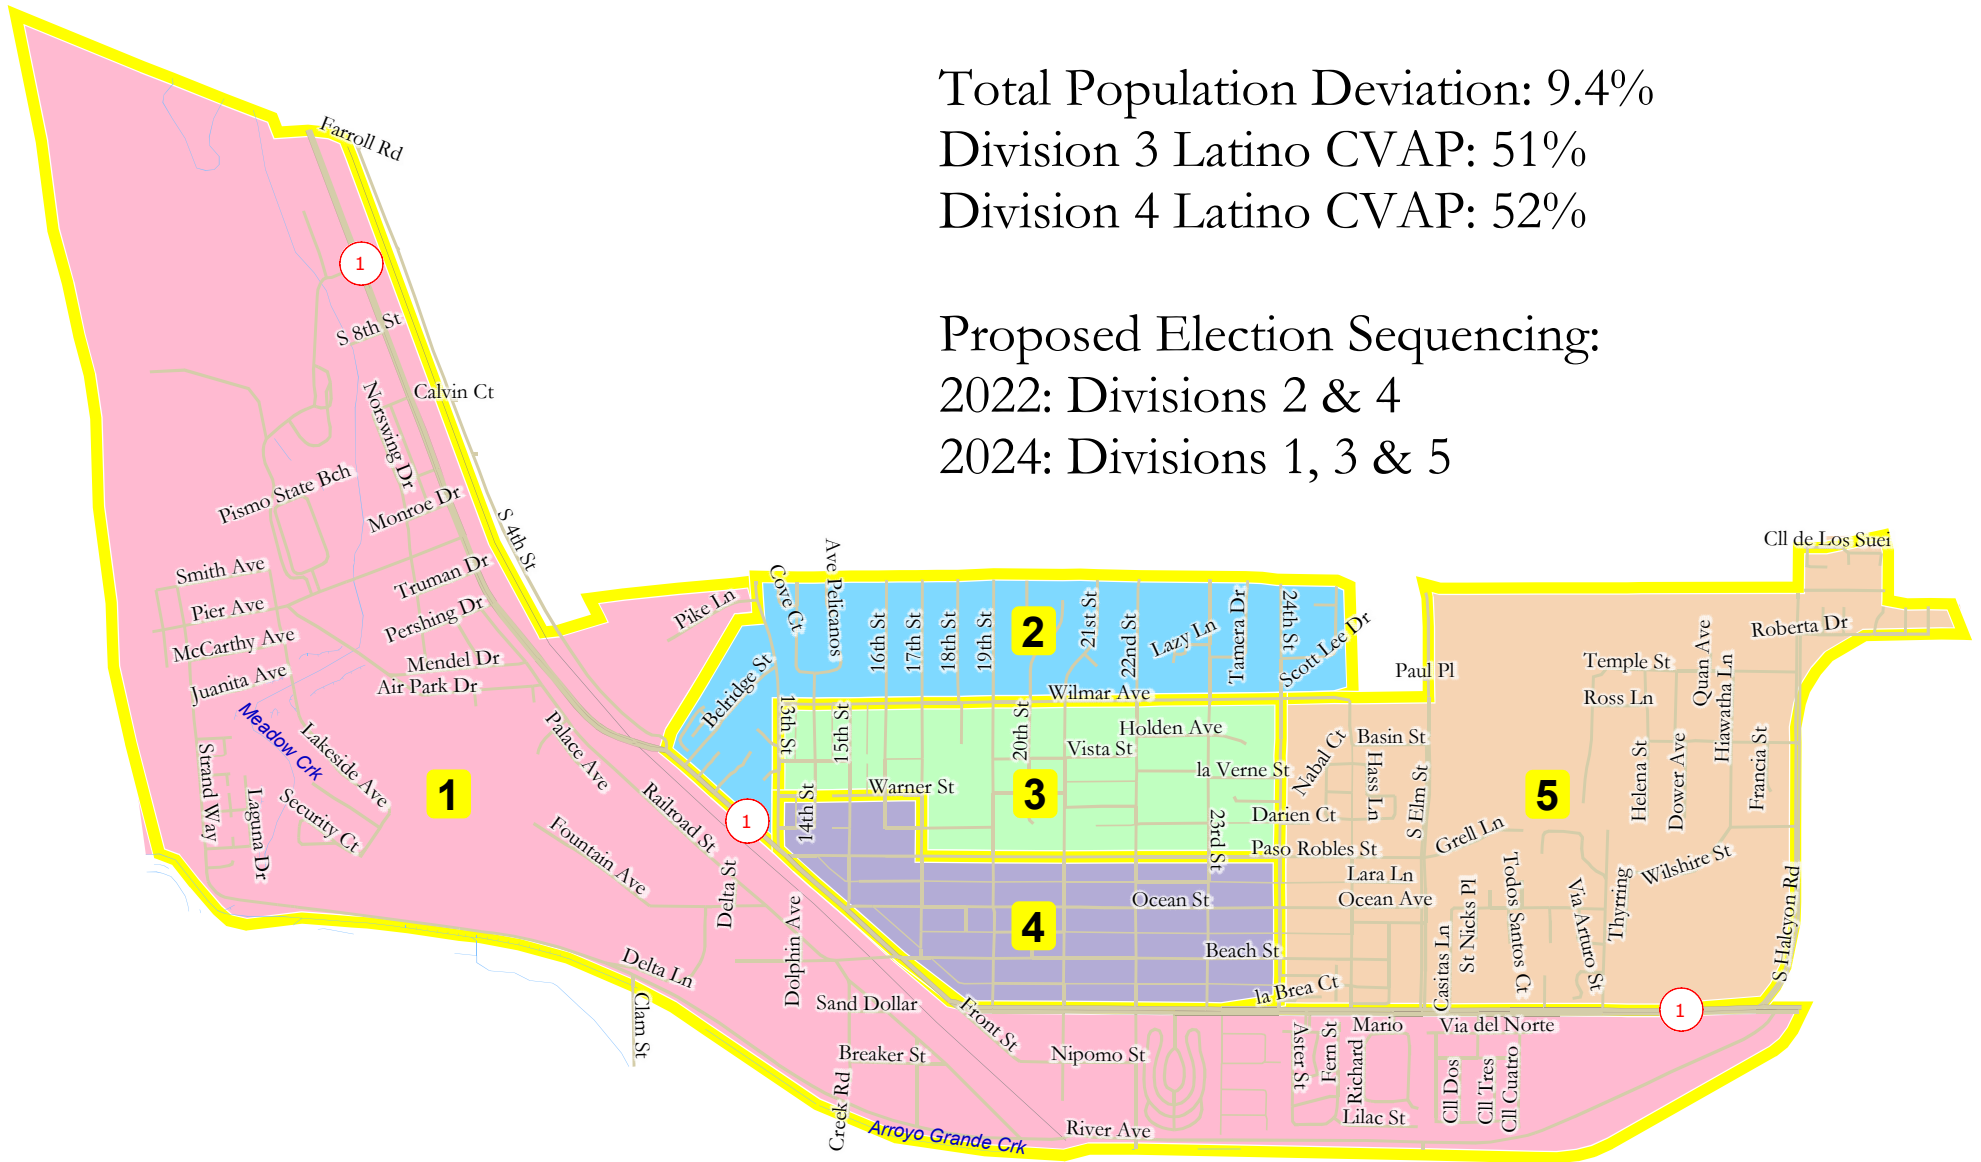 Total Population Deviation: 9.4%
Division 3 Latino CVAP: 51%
Division 4 Latino CVAP: 52%
Proposed Election Sequencing:
2022: Divisions 2 & 4
2024: Divisions 1, 3 & 5
Farroll Rd
1
S 8th St
Calvin Ct
Norswing Dr
Pismo State Bch
Monroe Dr
S 4th St
Smith Ave
Truman Dr
Pier Ave
Pershing Dr
McCarthy Ave
Mendel Dr
Juanita Ave
Air Park Dr
Meadow Crk
Lakeside Ave
Strand Way
Laguna Dr
Security Ct
1
Palace Ave
Railroad St
Fountain Ave
Delta St
Dolphin Ave
Delta Ln
Clam St
Sand Dollar
Breaker St
Creek Rd
Arroyo Grande Crk
Front St
Nipomo St
River Ave
Pike Ln
Cove Ct
Ave Pelicanos
Belridge St
16th St
17th St
18th St
19th St
2
21st St
22nd St
Lazy Ln
Tamera Dr
24th St
Scott Lee Dr
Wilmar Ave
13th St
15th St
20th St
Holden Ave
Vista St
la Verne St
Warner St
3
14th St
1
23rd St
Darien Ct
Paso Robles St
4
Ocean St
Beach St
la Brea Ct
Cll de Los Suei
Roberta Dr
Paul Pl
Temple St
Ross Ln
Quan Ave
Hiawatha Ln
Basin St
Nabal Ct
Hass Ln
S Elm St
5
Helena St
Dower Ave
Francia St
Grell Ln
Wilshire St
Lara Ln
Ocean Ave
Casitas Ln
St Nicks Pl
Todos Santos Ct
Via Arturo St
Thyrring
S Halcyon Rd
1
Aster St
Fern St
Richard
Mario
Via del Norte
Cll Dos
Cll Tres
Cll Cuatro
Lilac St